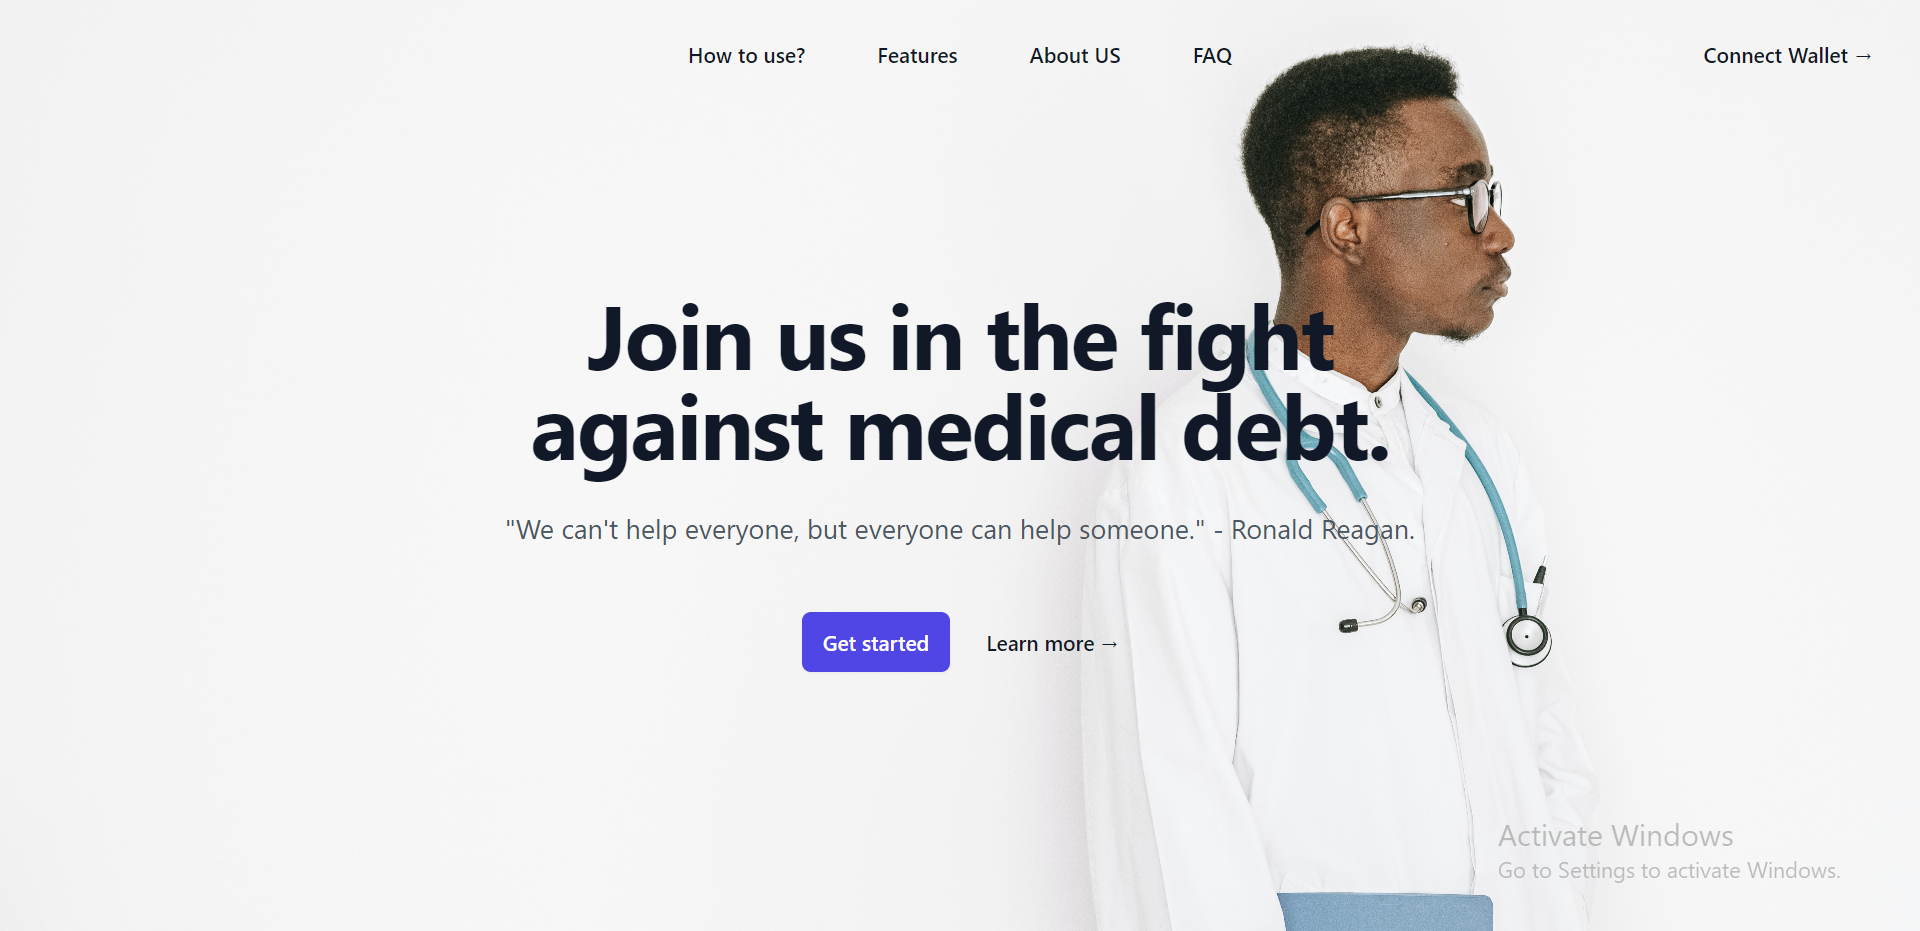 How to use? Features About US FAQ Connect Wallet →
Join us in the fight
against medical debt.
"We can't help everyone, but everyone can help someone." - Ronald Reagan.
Get started Learn more →
Activate Windows
Go to Settings to activate Windows.